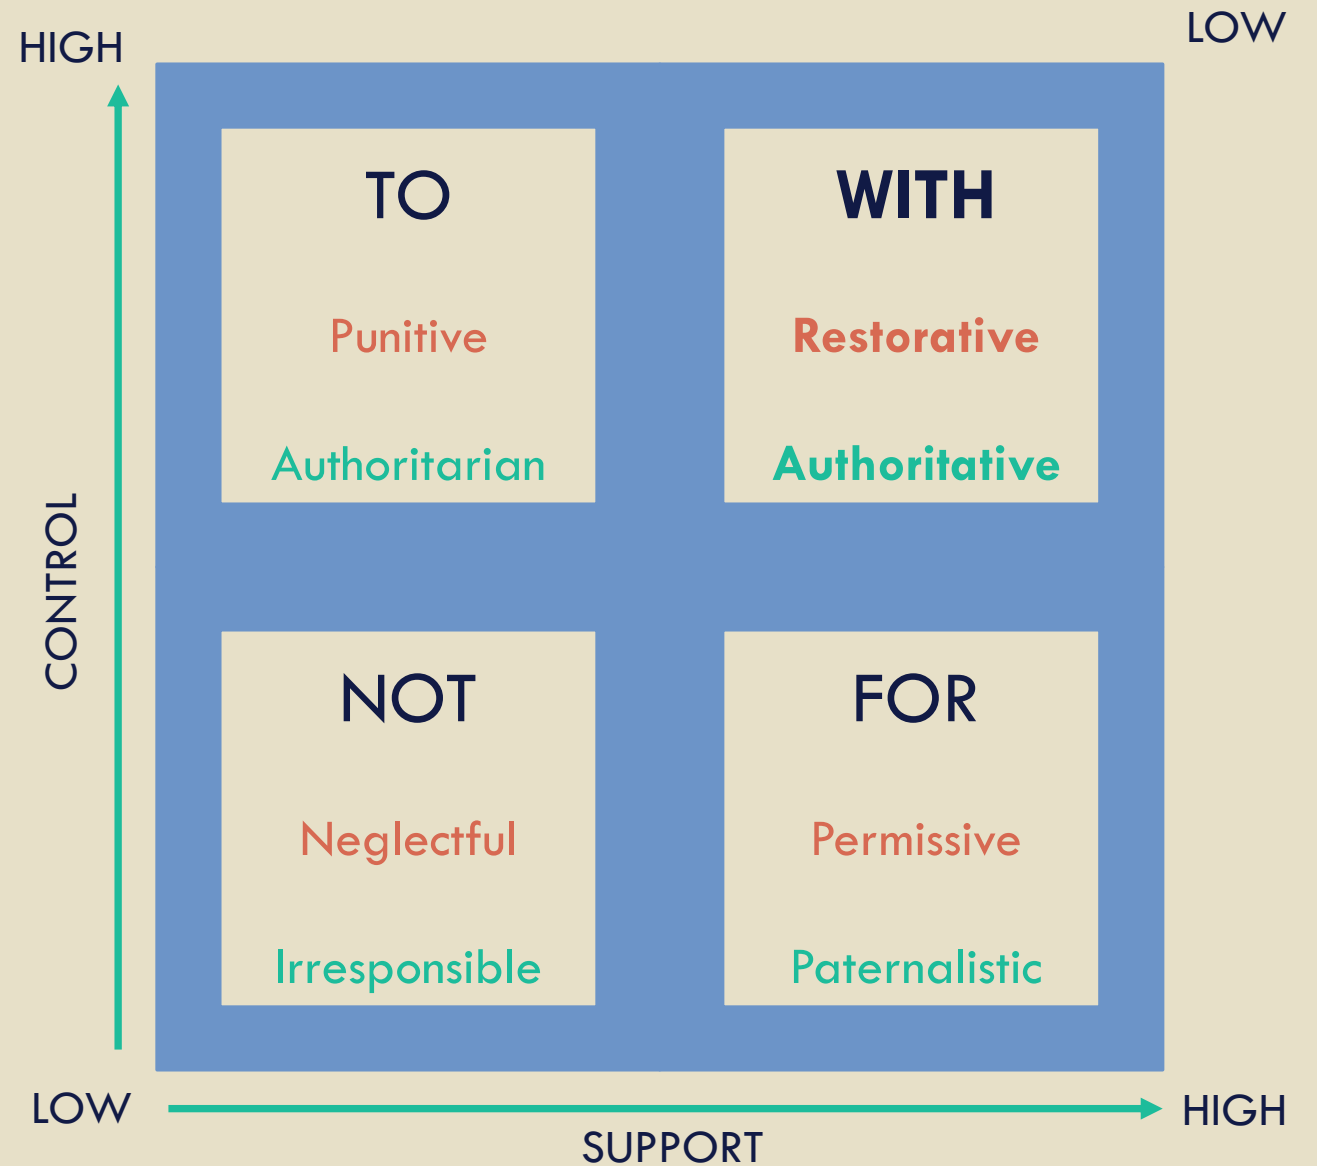 HIGH
LOW
TO
Punitive
Authoritarian
WITH
Restorative
Authoritative
CONTROL
NOT
Neglectful
Irresponsible
FOR
Permissive
Paternalistic
LOW
HIGH
SUPPORT